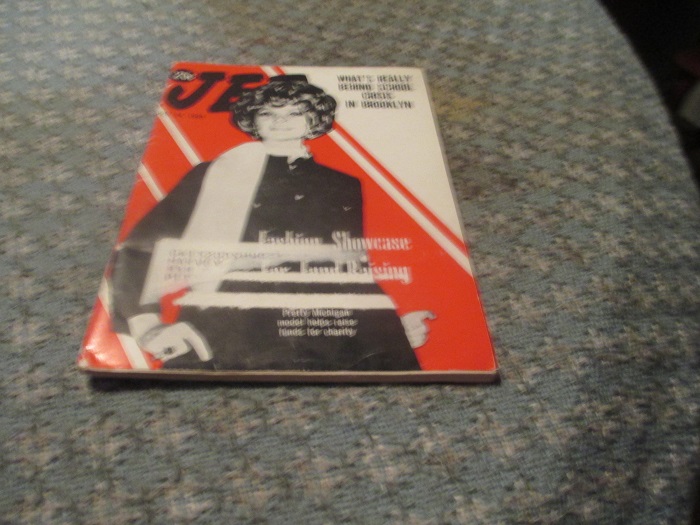 JET
WHAT'S REALLY
BEHIND SCHOOL
CRISIS
IN BROOKLYN
Fashion Showcase
For Fund Raising
Pretty Michigan
model helps raise
funds for charity